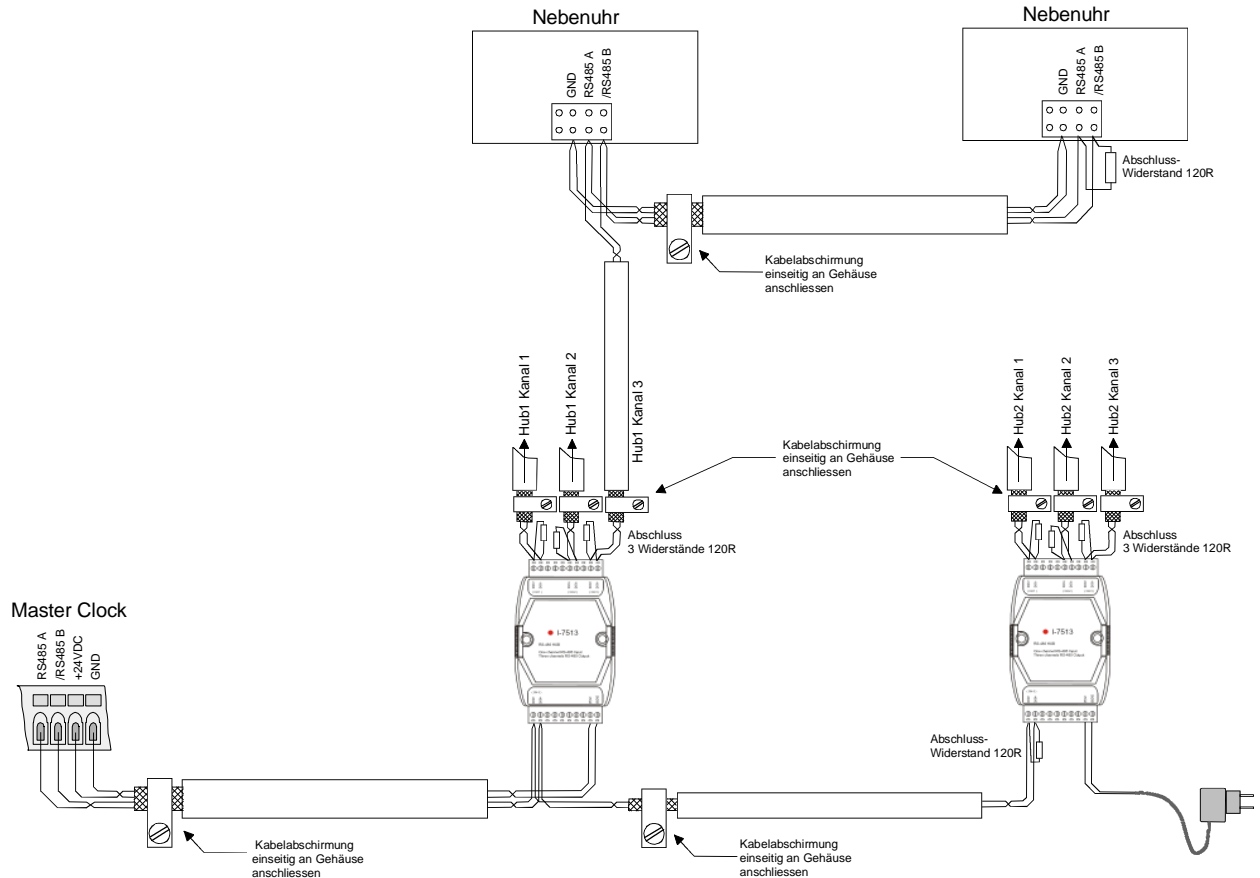 Nebenuhr
Nebenuhr
GND
RS485 A
/RS485 B
GND
RS485 A
/RS485 B
Abschluss-
Widerstand 120R
Kabelabschirmung
einseitig an Gehäuse
anschliessen
Hub1 Kanal 1
Hub1 Kanal 2
Hub1 Kanal 3
Kabelabschirmung
einseitig an Gehäuse
anschliessen
Hub2 Kanal 1
Hub2 Kanal 2
Hub2 Kanal 3
Abschluss
3 Widerstände 120R
Abschluss
3 Widerstände 120R
I-7513
I-7513
Master Clock
RS485 A
/RS485 B
+24VDC
GND
Abschluss-
Widerstand 120R
Kabelabschirmung
einseitig an Gehäuse
anschliessen
Kabelabschirmung
einseitig an Gehäuse
anschliessen